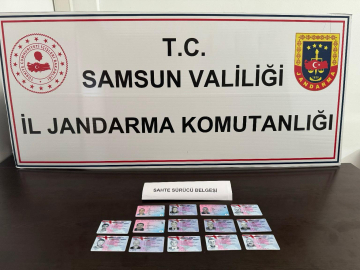 T.C.
SAMSUN VALİLİĞİ
İL JANDARMA KOMUTANLIĞI
JANDARMA
SAHTE SÜRÜCÜ BELGESİ